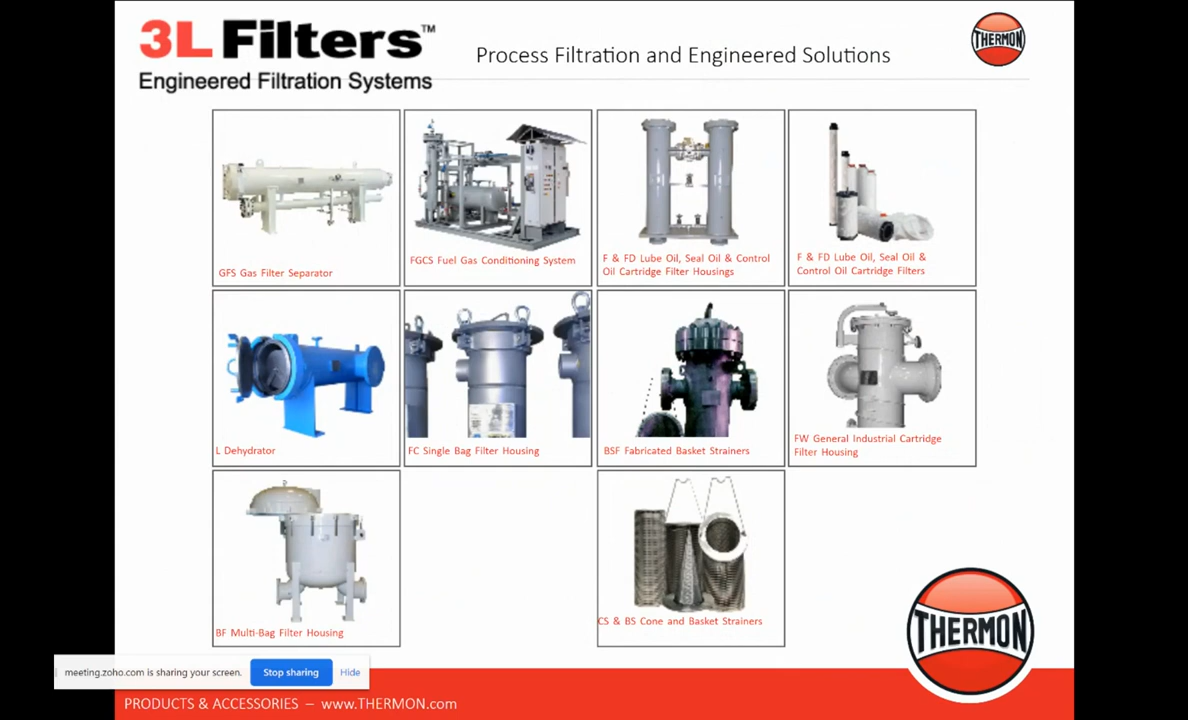 3L Filters™
Engineered Filtration Systems
Process Filtration and Engineered Solutions
THERMON
GFS Gas Filter Separator
FGCS Fuel Gas Conditioning System
F & FD Lube Oil, Seal Oil & Control
Oil Cartridge Filter Housings
F & FD Lube Oil, Seal Oil &
Control Oil Cartridge Filters
L Dehydrator
FC Single Bag Filter Housing
BSF Fabricated Basket Strainers
FW General Industrial Cartridge
Filter Housing
BF Multi-Bag Filter Housing
CS & BS Cone and Basket Strainers
THERMON
meeting.zoho.com is sharing your screen.
Stop sharing
Hide
PRODUCTS & ACCESSORIES – www.THERMON.com